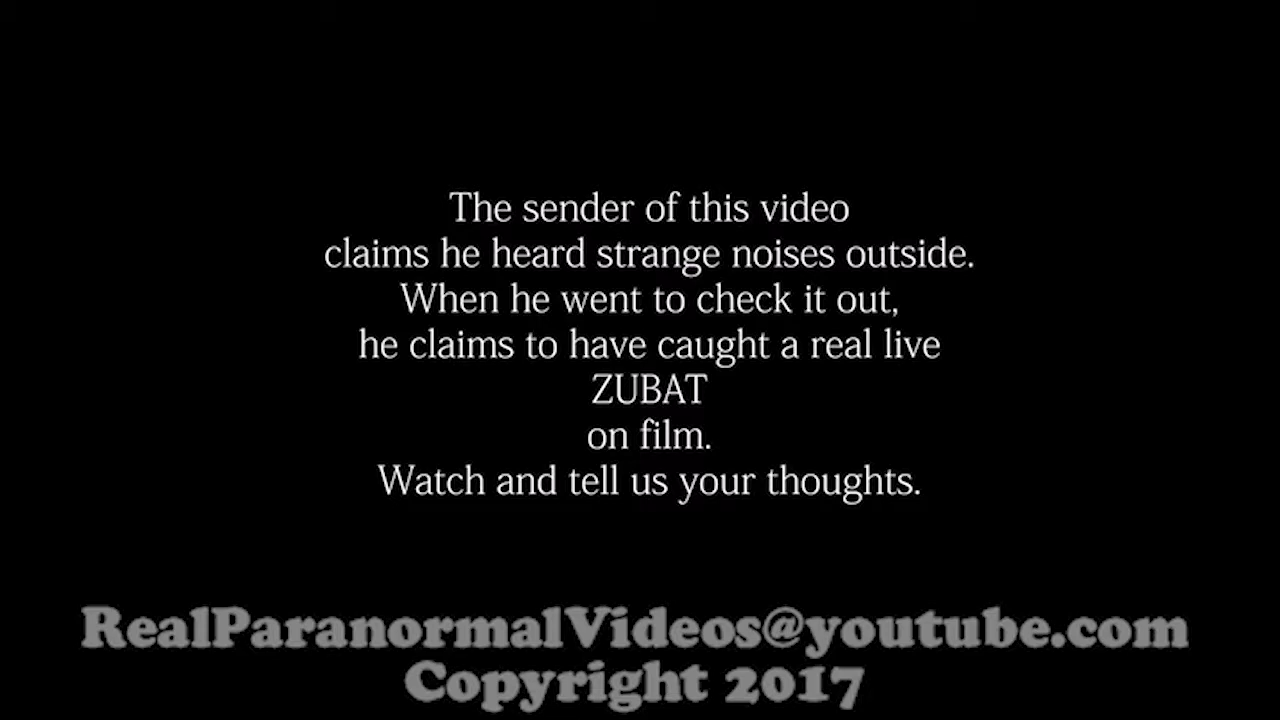 The sender of this video
claims he heard strange noises outside.
When he went to check it out,
he claims to have caught a real live
ZUBAT
on film.
Watch and tell us your thoughts.
RealParanormalVideos@youtube.com
Copyright 2017